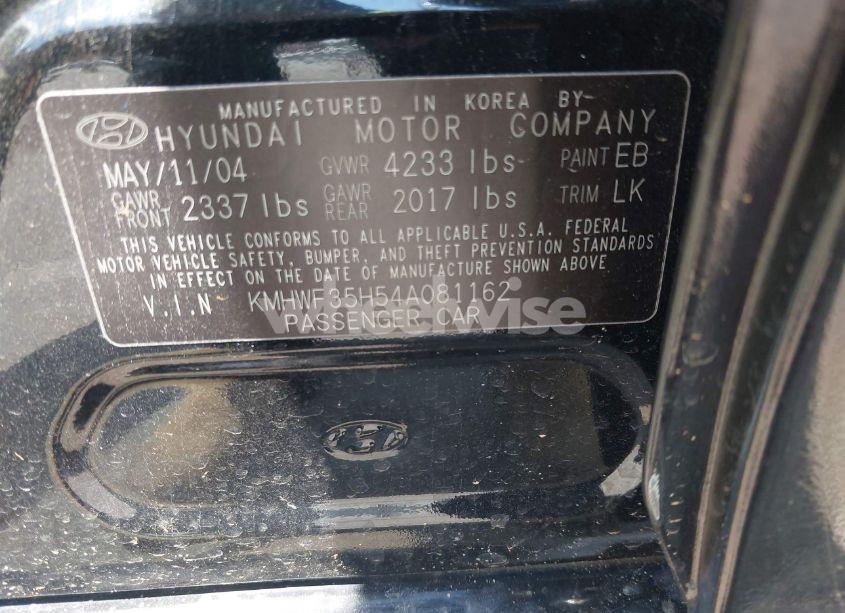 MANUFACTURED IN KOREA BY-
HYUNDAI MOTOR COMPANY
MAY/11/04 GVWR 4233 lbs PAINT EB
GAWR FRONT 2337 lbs GAWR REAR 2017 lbs TRIM LK
THIS VEHICLE CONFORMS TO ALL APPLICABLE U.S.A. FEDERAL
MOTOR VEHICLE SAFETY, BUMPER, AND THEFT PREVENTION STANDARDS
IN EFFECT ON THE DATE OF MANUFACTURE SHOWN ABOVE
V.I.N KMHWF35H54A081162
PASSENGER CAR
wheelwise